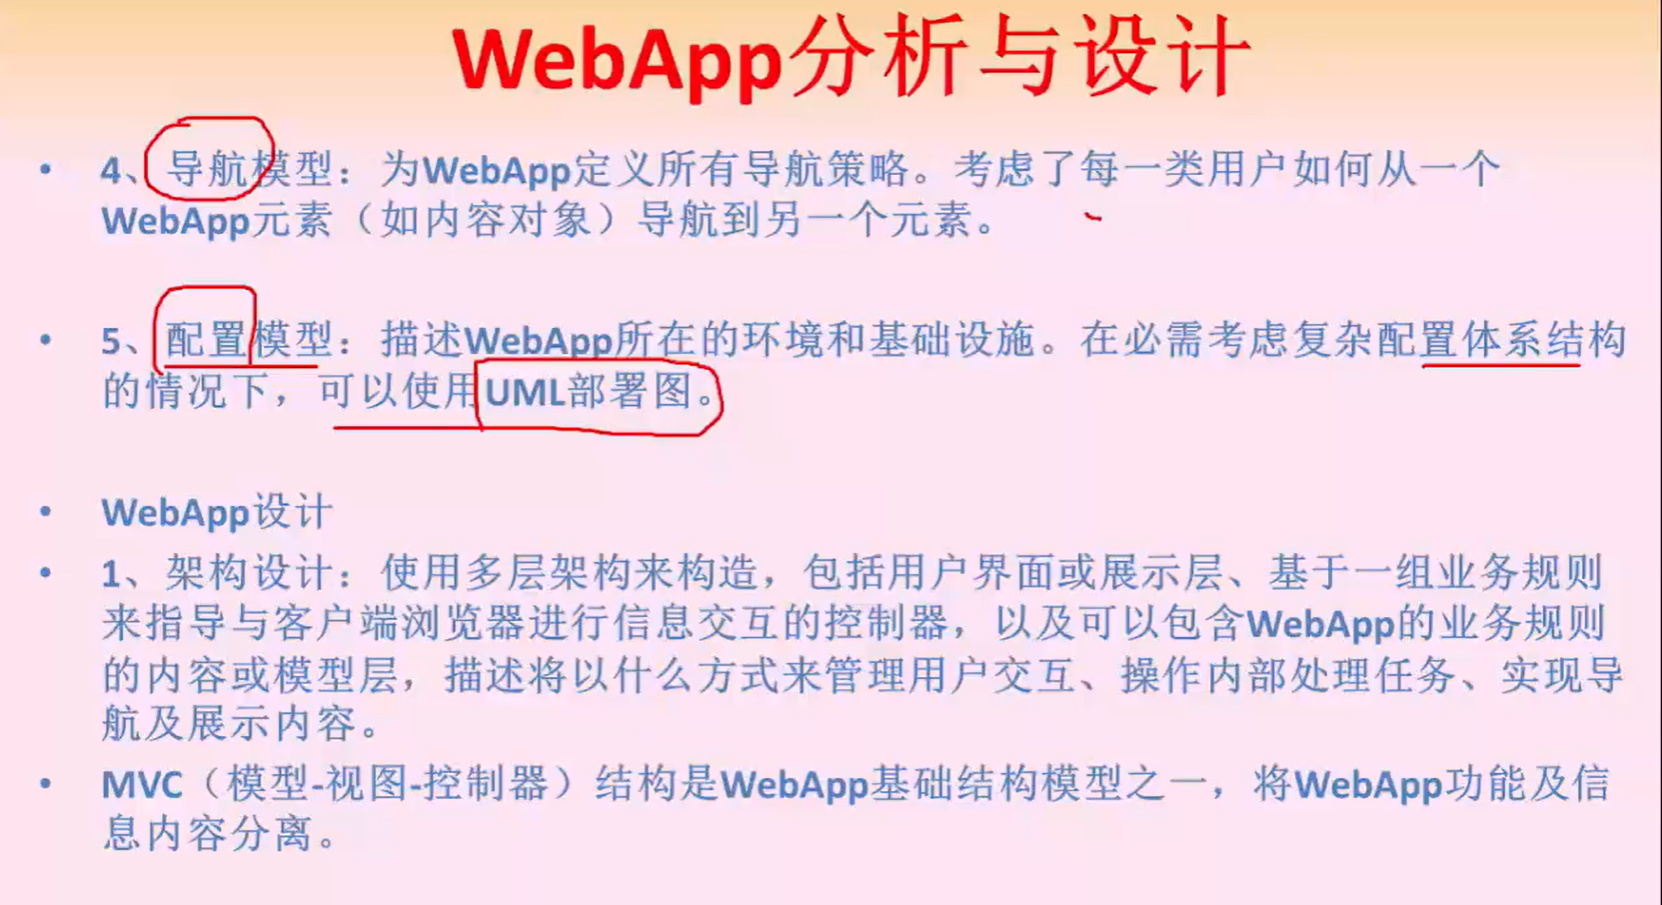 WebApp分析与设计
• 4、导航模型：为WebApp定义所有导航策略。考虑了每一类用户如何从一个
WebApp元素（如内容对象）导航到另一个元素。
• 5、配置模型：描述WebApp所在的环境和基础设施。在必需考虑复杂配置体系结构
的情况下，可以使用UML部署图。
• WebApp设计
• 1、架构设计：使用多层架构来构造，包括用户界面或展示层、基于一组业务规则
来指导与客户端浏览器进行信息交互的控制器，以及可以包含WebApp的业务规则
的内容或模型层，描述将以什么方式来管理用户交互、操作内部处理任务、实现导
航及展示内容。
• MVC（模型-视图-控制器）结构是WebApp基础结构模型之一，将WebApp功能及信
息内容分离。